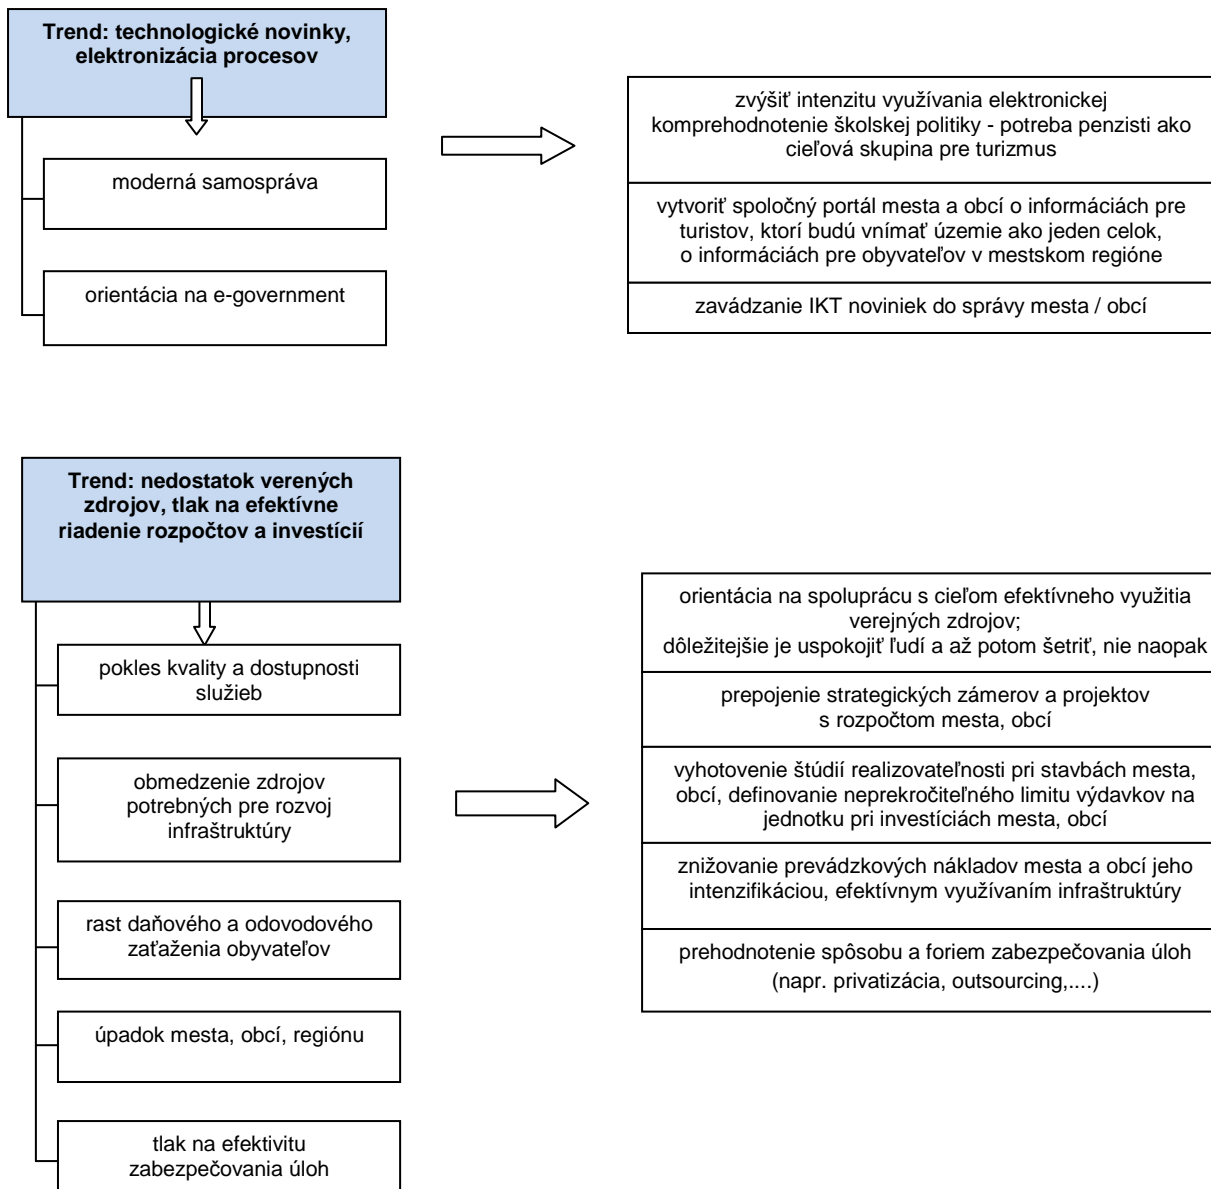 Trend: technologické novinky,
elektronizácia procesov
moderná samospráva
orientácia na e-government
zvýšiť intenzitu využívania elektronickej
komprehodnotenie školskej politiky - potreba penzisti ako
cieľová skupina pre turizmus
vytvoriť spoločný portál mesta a obcí o informáciách pre
turistov, ktorí budú vnímať územie ako jeden celok,
o informáciách pre obyvateľov v mestskom regióne
zavádzanie IKT noviniek do správy mesta / obcí
Trend: nedostatok verených
zdrojov, tlak na efektívne
riadenie rozpočtov a investícií
pokles kvality a dostupnosti
služieb
obmedzenie zdrojov
potrebných pre rozvoj
infraštruktúry
rast daňového a odovodového
zaťaženia obyvateľov
úpadok mesta, obcí, regiónu
tlak na efektivitu
zabezpečovania úloh
orientácia na spoluprácu s cieľom efektívneho využitia
verejných zdrojov;
dôležitejšie je uspokojiť ľudí a až potom šetriť, nie naopak
prepojenie strategických zámerov a projektov
s rozpočtom mesta, obcí
vyhotovenie štúdií realizovateľnosti pri stavbách mesta,
obcí, definovanie neprekročiteľného limitu výdavkov na
jednotku pri investíciách mesta, obcí
znižovanie prevádzkových nákladov mesta a obcí jeho
intenzifikáciou, efektívnym využívaním infraštruktúry
prehodnotenie spôsobu a foriem zabezpečovania úloh
(napr. privatizácia, outsourcing,....)